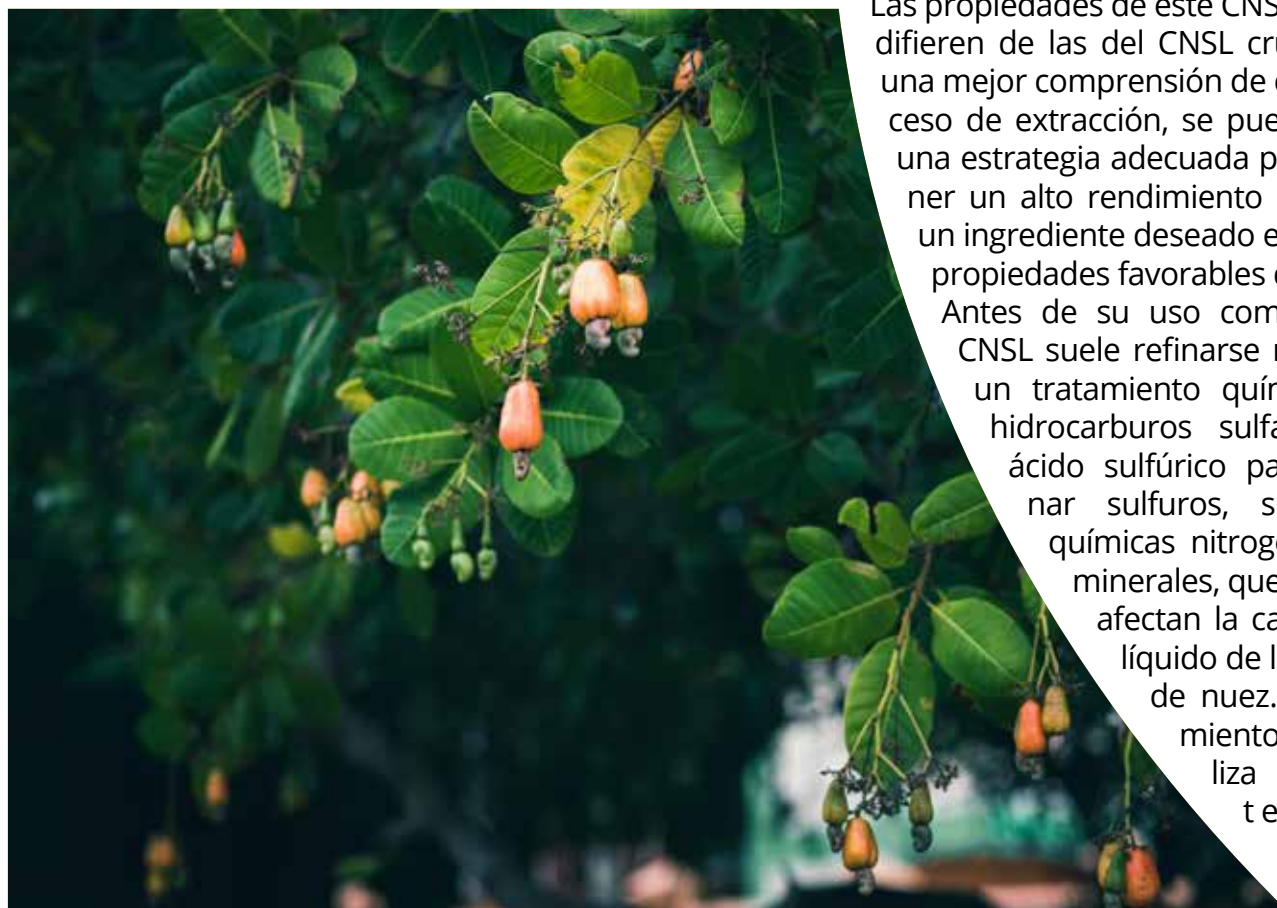 Las propiedades de este CNS
difieren de las del CNSL cr
una mejor comprensión de
ceso de extracción, se pue
una estrategia adecuada p
ner un alto rendimiento
un ingrediente deseado e
propiedades favorables
Antes de su uso com
CNSL suele refinarse
un tratamiento quím
hidrocarburos sulfa
ácido sulfúrico pa
nar sulfuros, s
químicas nitrog
minerales, que
afectan la ca
líquido de l
de nuez.
miento
liza
te